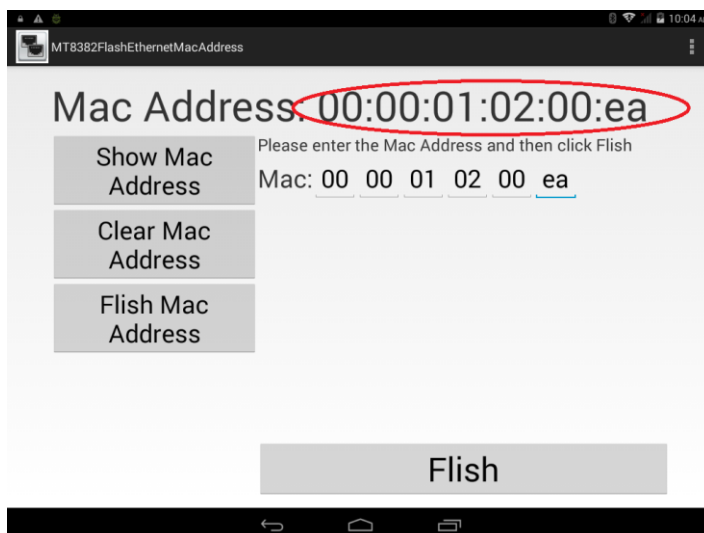 10:04 AM
MT8382FlashEthernetMacAddress
Mac Address: 00:00:01:02:00:ea
Show Mac
Address
Please enter the Mac Address and then click Flish
Mac: 00 00 01 02 00 ea
Clear Mac
Address
Flish Mac
Address
Flish